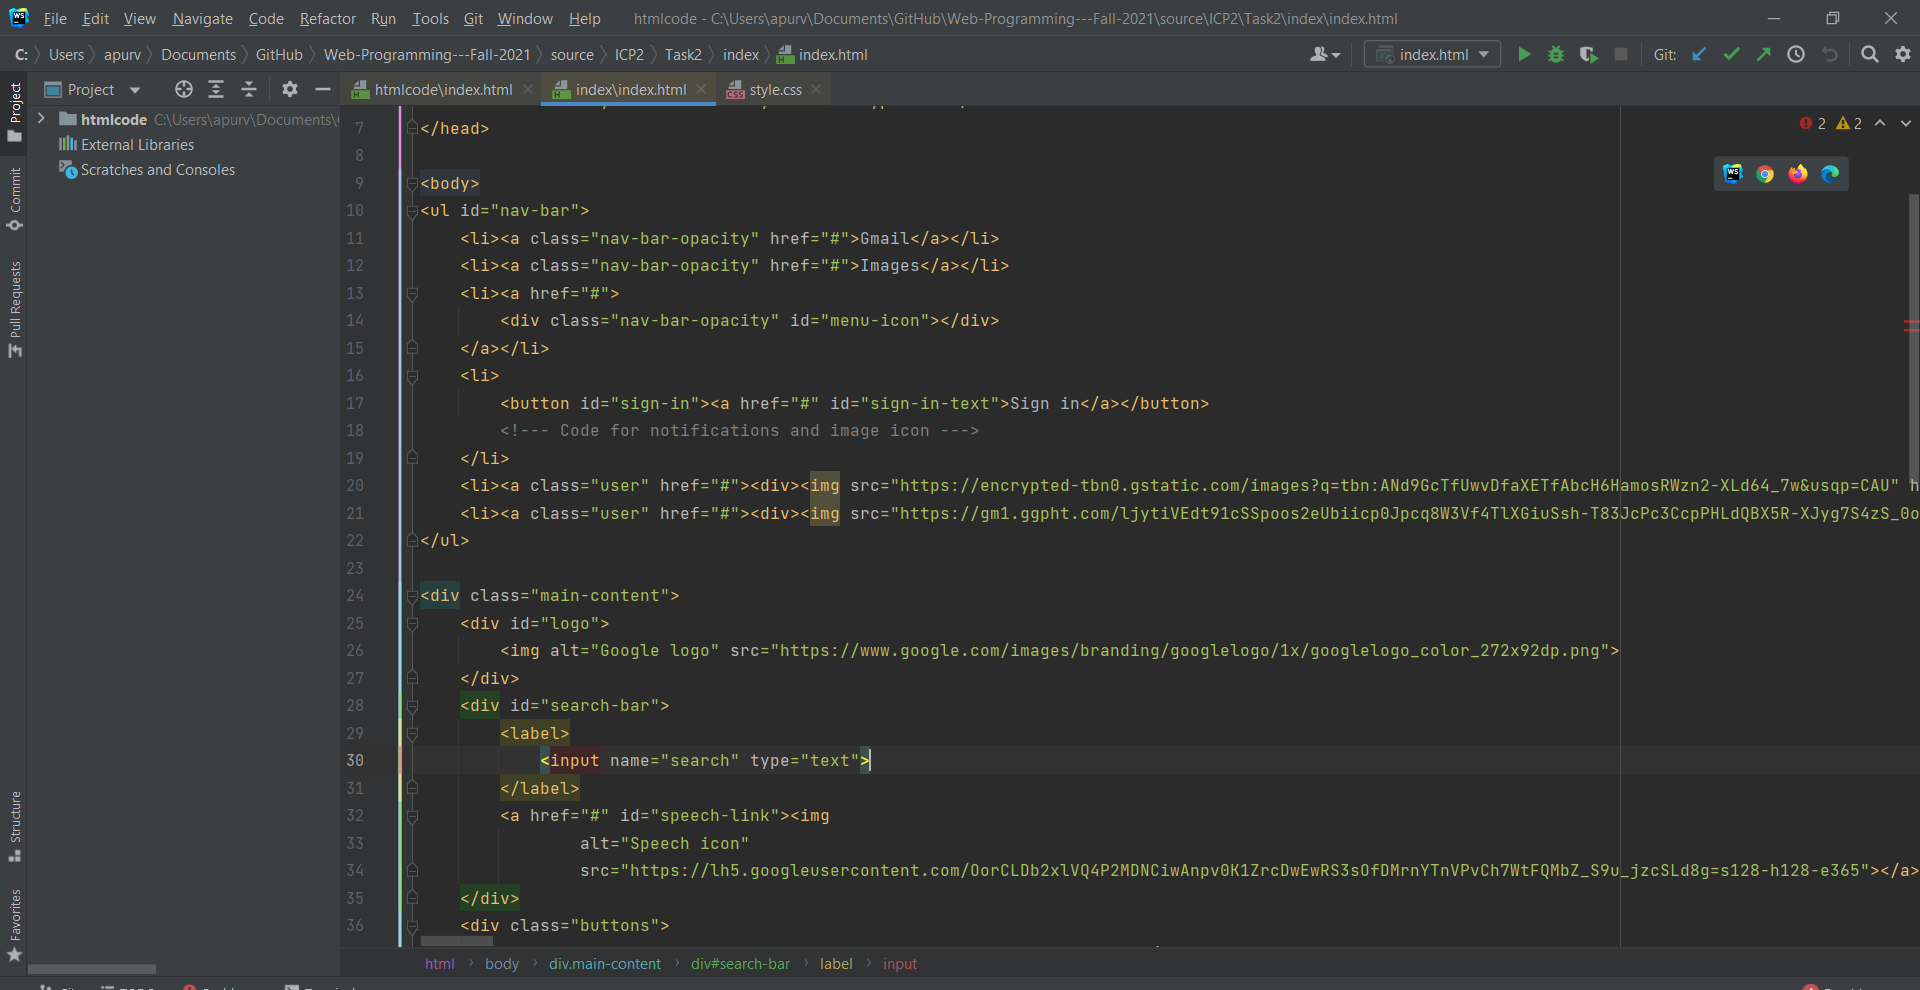 WS File Edit View Navigate Code Refactor Run Tools Git Window Help htmlcode - C:\Users\apurv\Documents\GitHub\Web-Programming---Fall-2021\source\ICP2\Task2\index\index.html
C: Users apurv Documents GitHub Web-Programming---Fall-2021 source ICP2 Task2 index index.html index.html Git:
Project htmlcode\index.html index\index.html style.css
htmlcode C:\Users\apurv\Documents\
External Libraries
Scratches and Consoles
Project
Commit
Pull Requests
Structure
Favorites
2 2
7 </head>
8
9 <body>
10 <ul id="nav-bar">
11 <li><a class="nav-bar-opacity" href="#">Gmail</a></li>
12 <li><a class="nav-bar-opacity" href="#">Images</a></li>
13 <li><a href="#">
14 <div class="nav-bar-opacity" id="menu-icon"></div>
15 </a></li>
16 <li>
17 <button id="sign-in"><a href="#" id="sign-in-text">Sign in</a></button>
18 <!--- Code for notifications and image icon --->
19 </li>
20 <li><a class="user" href="#"><div><img src="https://encrypted-tbn0.gstatic.com/images?q=tbn:ANd9GcTfUwvDfaXETfAbcH6HamosRWzn2-XLd64_7w&usqp=CAU" h
21 <li><a class="user" href="#"><div><img src="https://gm1.ggpht.com/ljytiVEdt91cSSpoos2eUbiicp0Jpcq8W3Vf4TlXGiuSsh-T83JcPc3CcpPHLdQBX5R-XJyg7S4zS_0o
22 </ul>
23
24 <div class="main-content">
25 <div id="logo">
26 <img alt="Google logo" src="https://www.google.com/images/branding/googlelogo/1x/googlelogo_color_272x92dp.png">
27 </div>
28 <div id="search-bar">
29 <label>
30 <input name="search" type="text">
31 </label>
32 <a href="#" id="speech-link"><img
33 alt="Speech icon"
34 src="https://lh5.googleusercontent.com/OorCLDb2xlVQ4P2MDNCiwAnpv0K1ZrcDwEwRS3sOfDMrnYTnVPvCh7WtFQMbZ_S9u_jzcSLd8g=s128-h128-e365"></a>
35 </div>
36 <div class="buttons">
html body div.main-content div#search-bar label input